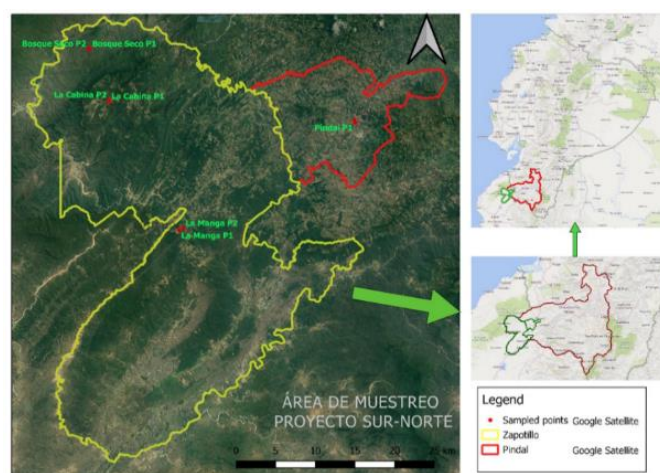 Bosque Seco P2 Bosque Seco P1
La Cabina P2 La Cabina P1
Pindal P1
La Manga P2
La Manga P1
ÁREA DE MUESTREO
PROYECTO SUR-NORTE
0 5 10 15 20 25 km
Legend
Sampled points Google Satellite
Zapotillo
Pindal Google Satellite